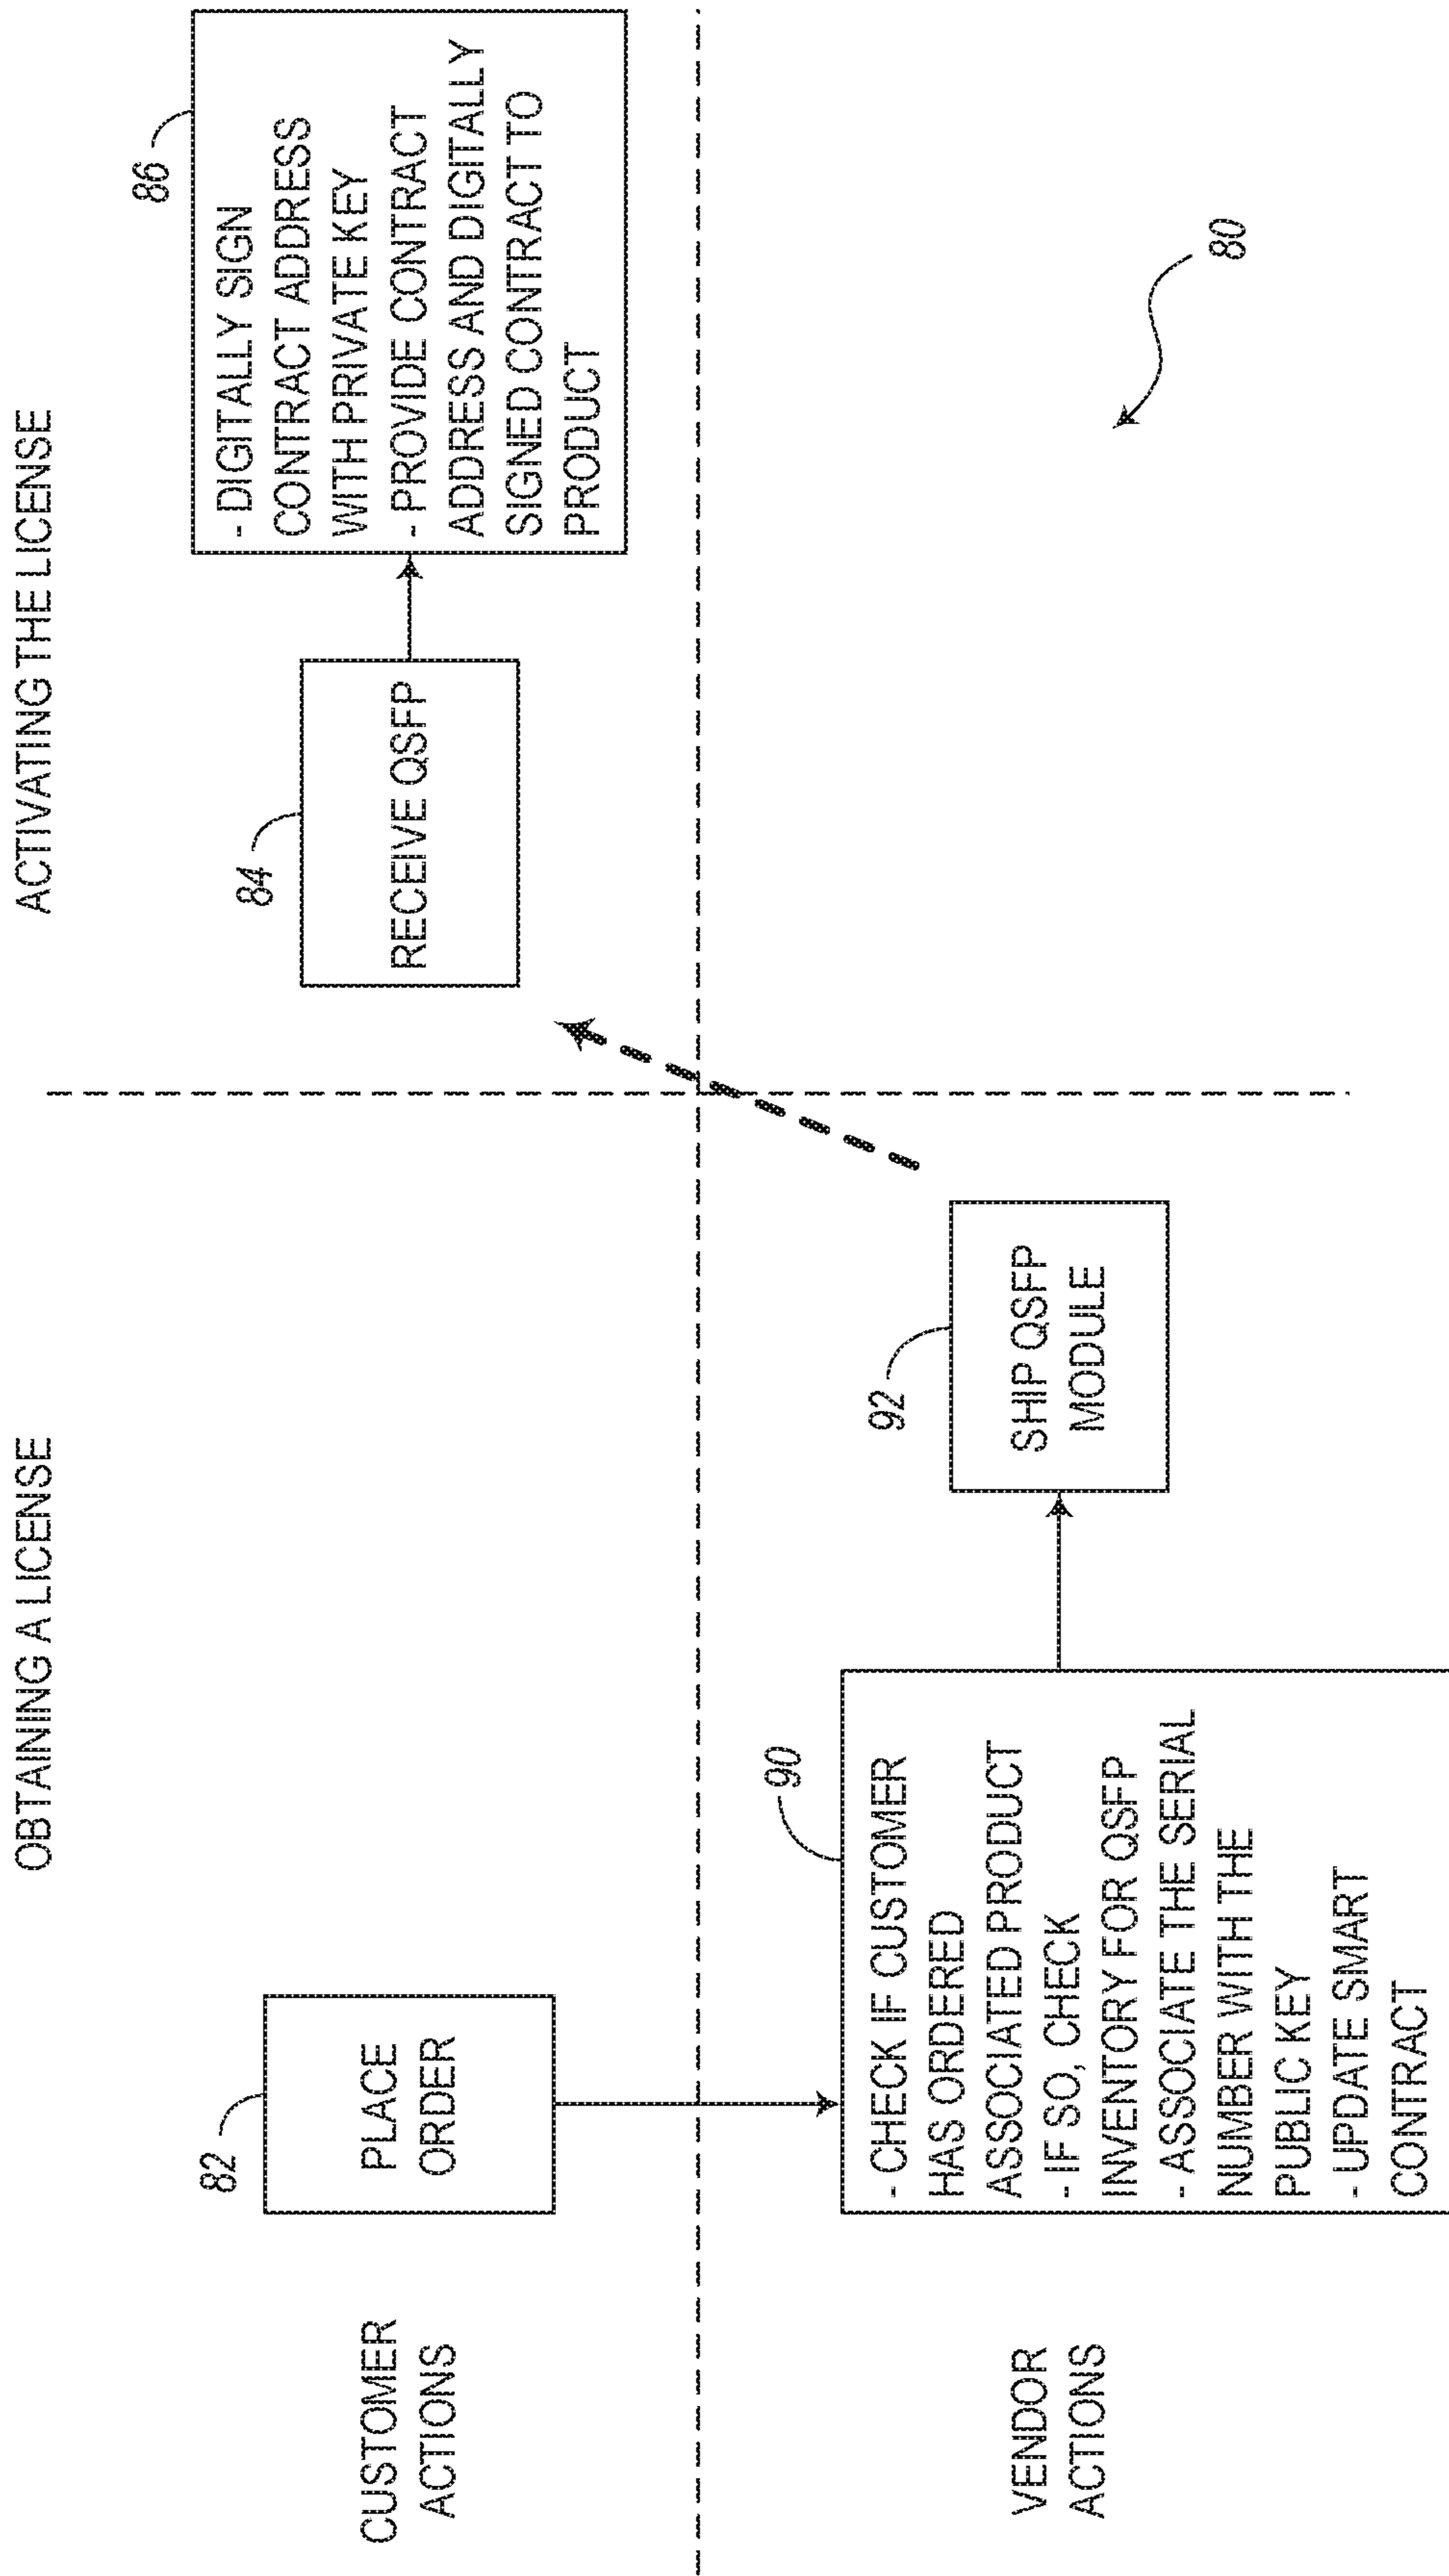 OBTAINING A LICENSE
ACTIVATING THE LICENSE
CUSTOMER
ACTIONS
82
PLACE
ORDER
84
RECEIVE QSFP
86
- DIGITALLY SIGN
CONTRACT ADDRESS
WITH PRIVATE KEY
- PROVIDE CONTRACT
ADDRESS AND DIGITALLY
SIGNED CONTRACT TO
PRODUCT
VENDOR
ACTIONS
90
- CHECK IF CUSTOMER
HAS ORDERED
ASSOCIATED PRODUCT
- IF SO, CHECK
INVENTORY FOR QSFP
- ASSOCIATE THE SERIAL
NUMBER WITH THE
PUBLIC KEY
- UPDATE SMART
CONTRACT
92
SHIP QSFP
MODULE
80